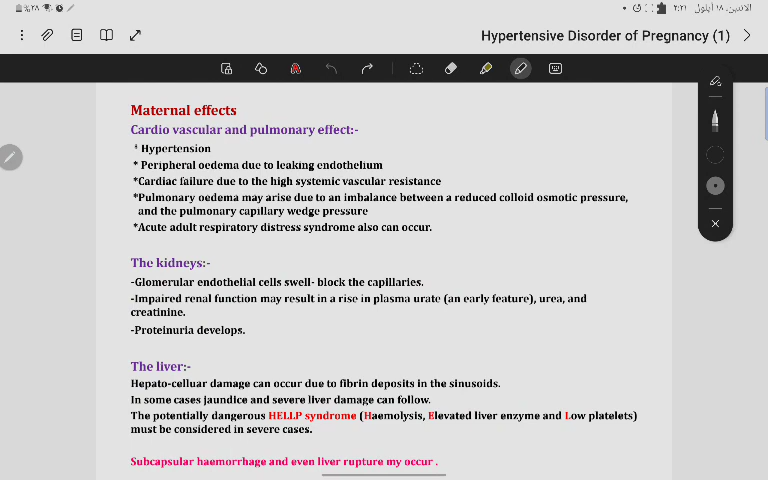 %٢٨
٢:٢١ الاثنين، ١٨ أيلول
Hypertensive Disorder of Pregnancy (1)
Maternal effects
Cardio vascular and pulmonary effect:-
* Hypertension
* Peripheral oedema due to leaking endothelium
*Cardiac failure due to the high systemic vascular resistance
*Pulmonary oedema may arise due to an imbalance between a reduced colloid osmotic pressure,
and the pulmonary capillary wedge pressure
*Acute adult respiratory distress syndrome also can occur.
The kidneys:-
-Glomerular endothelial cells swell- block the capillaries.
-Impaired renal function may result in a rise in plasma urate (an early feature), urea, and
creatinine.
-Proteinuria develops.
The liver:-
Hepato-celluar damage can occur due to fibrin deposits in the sinusoids.
In some cases jaundice and severe liver damage can follow.
The potentially dangerous HELLP syndrome (Haemolysis, Elevated liver enzyme and Low platelets)
must be considered in severe cases.
Subcapsular haemorrhage and even liver rupture my occur .